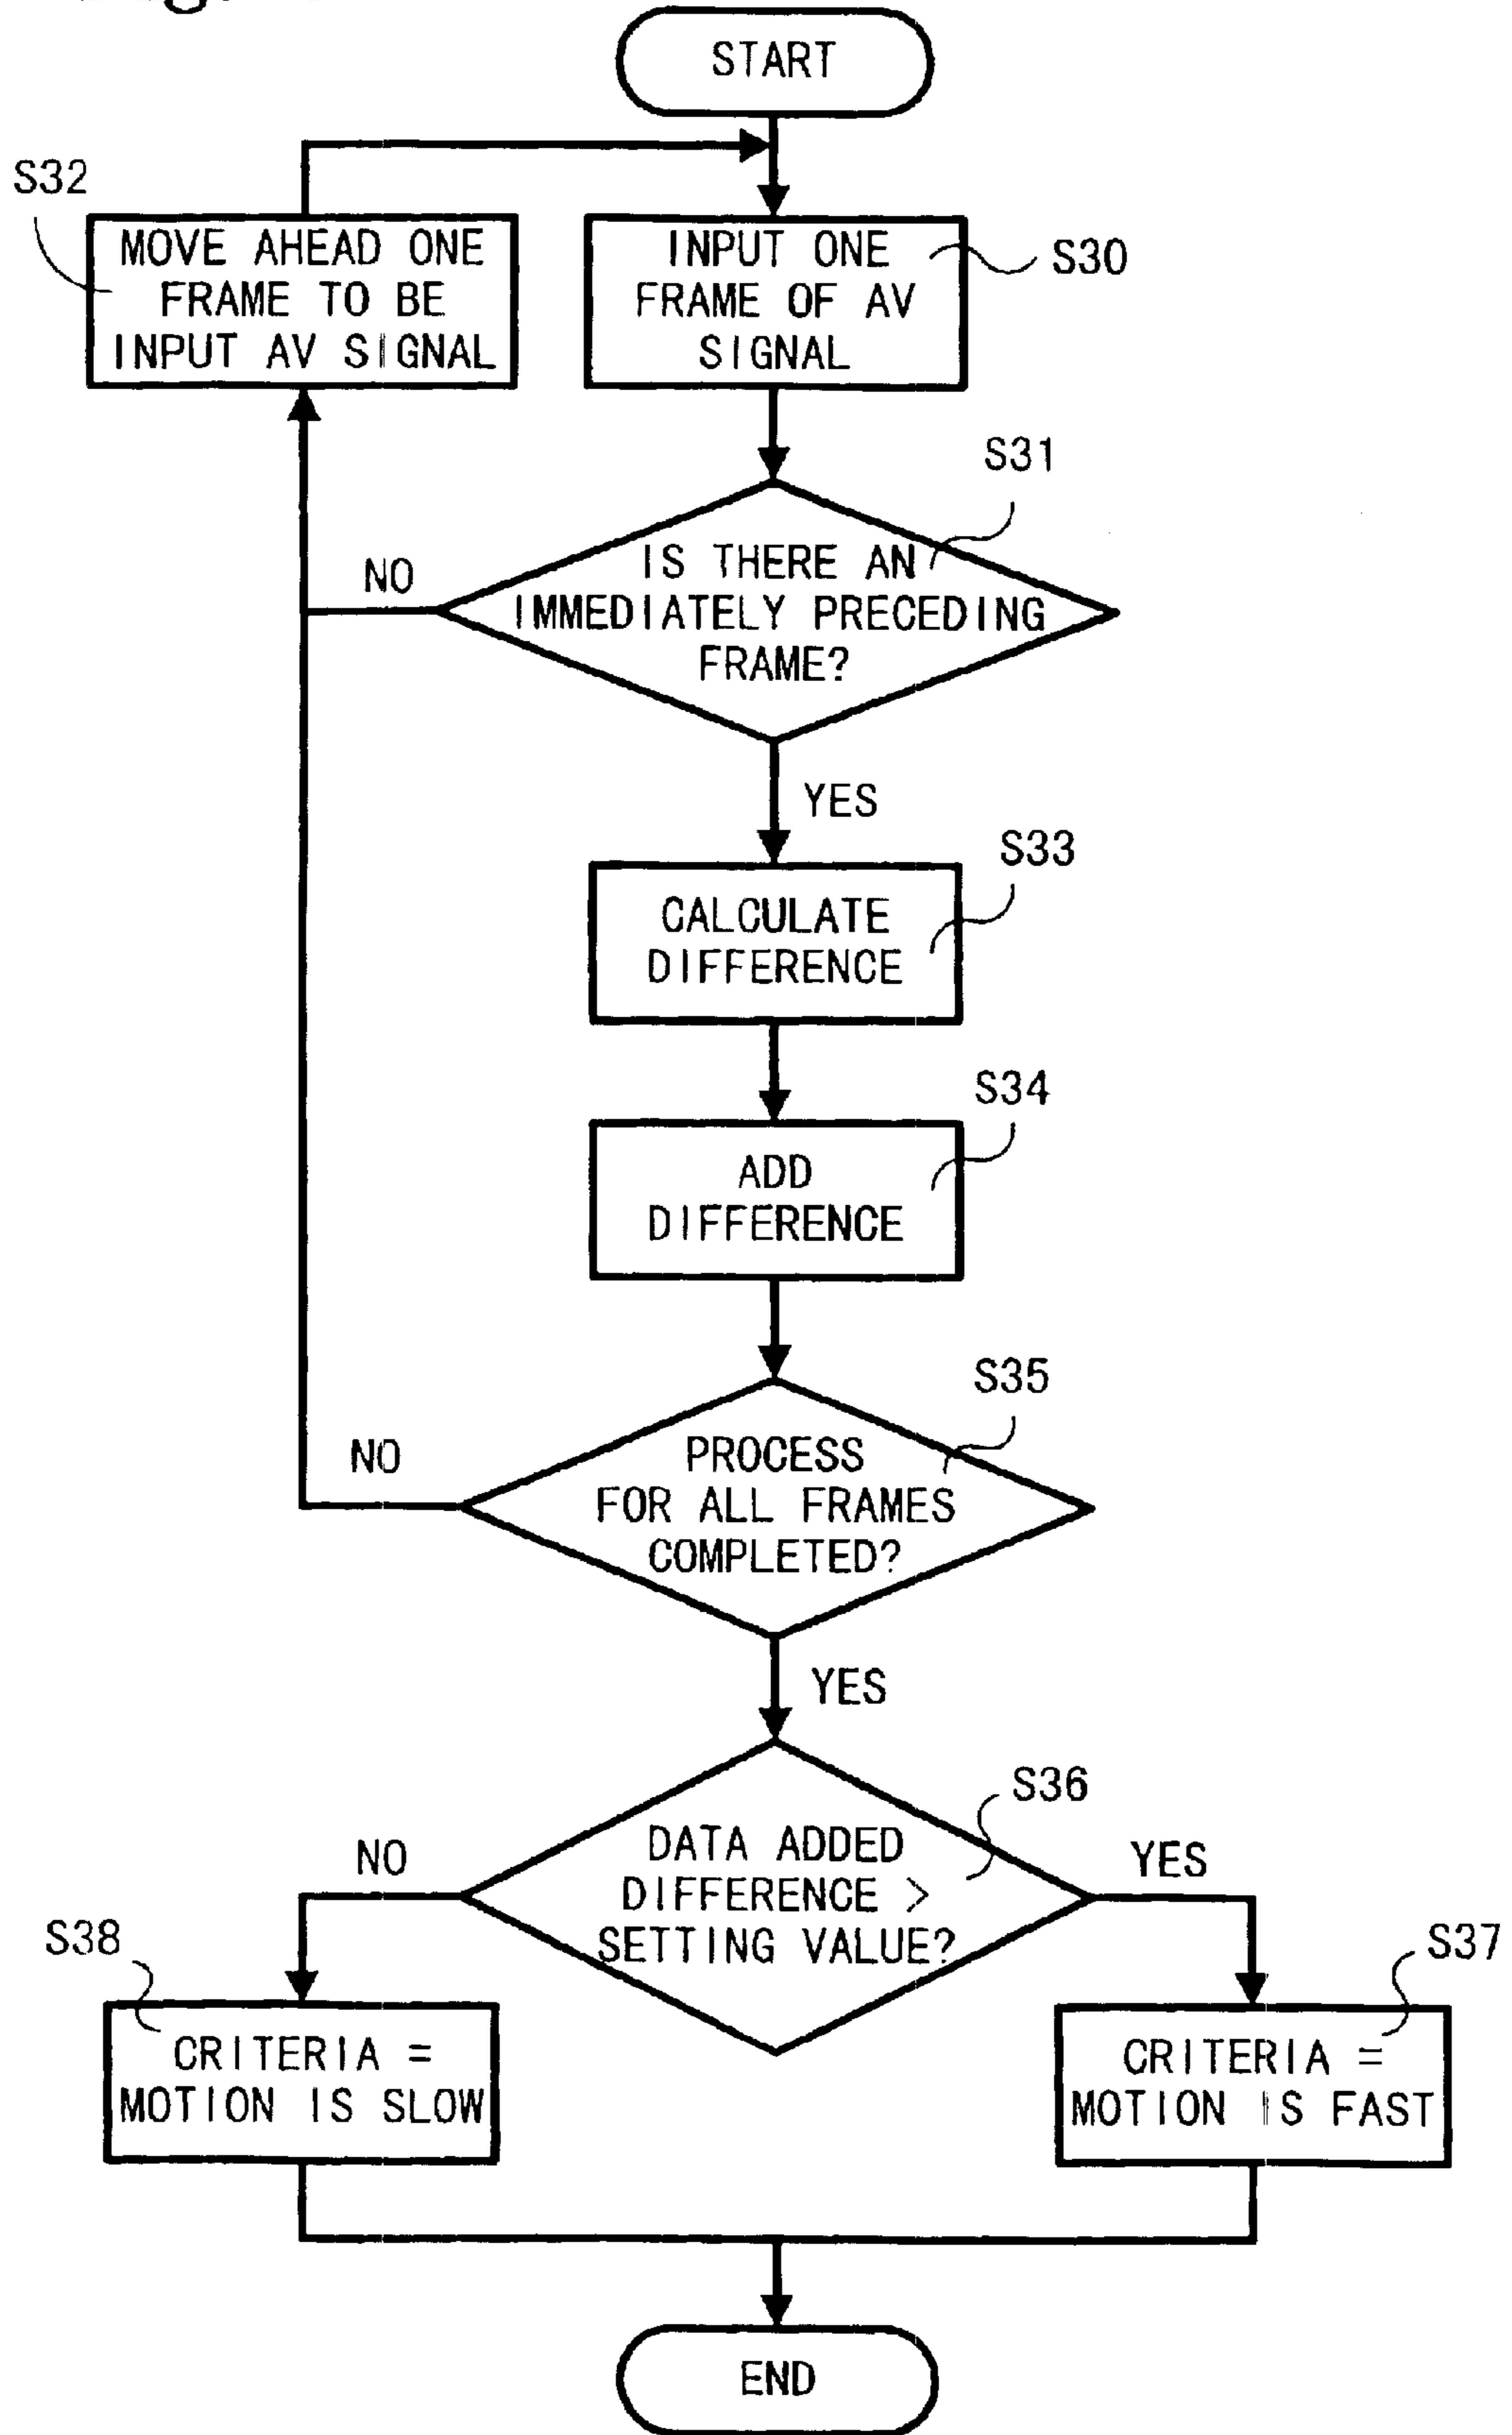 START
S32
MOVE AHEAD ONE
FRAME TO BE
INPUT AV SIGNAL
INPUT ONE
FRAME OF AV
SIGNAL
S30
S31
IS THERE AN
IMMEDIATELY PRECEDING
FRAME?
NO
YES
S33
CALCULATE
DIFFERENCE
S34
ADD
DIFFERENCE
S35
PROCESS
FOR ALL FRAMES
COMPLETED?
NO
YES
S36
DATA ADDED
DIFFERENCE >
SETTING VALUE?
NO
YES
S38
CRITERIA =
MOTION IS SLOW
S37
CRITERIA =
MOTION IS FAST
END